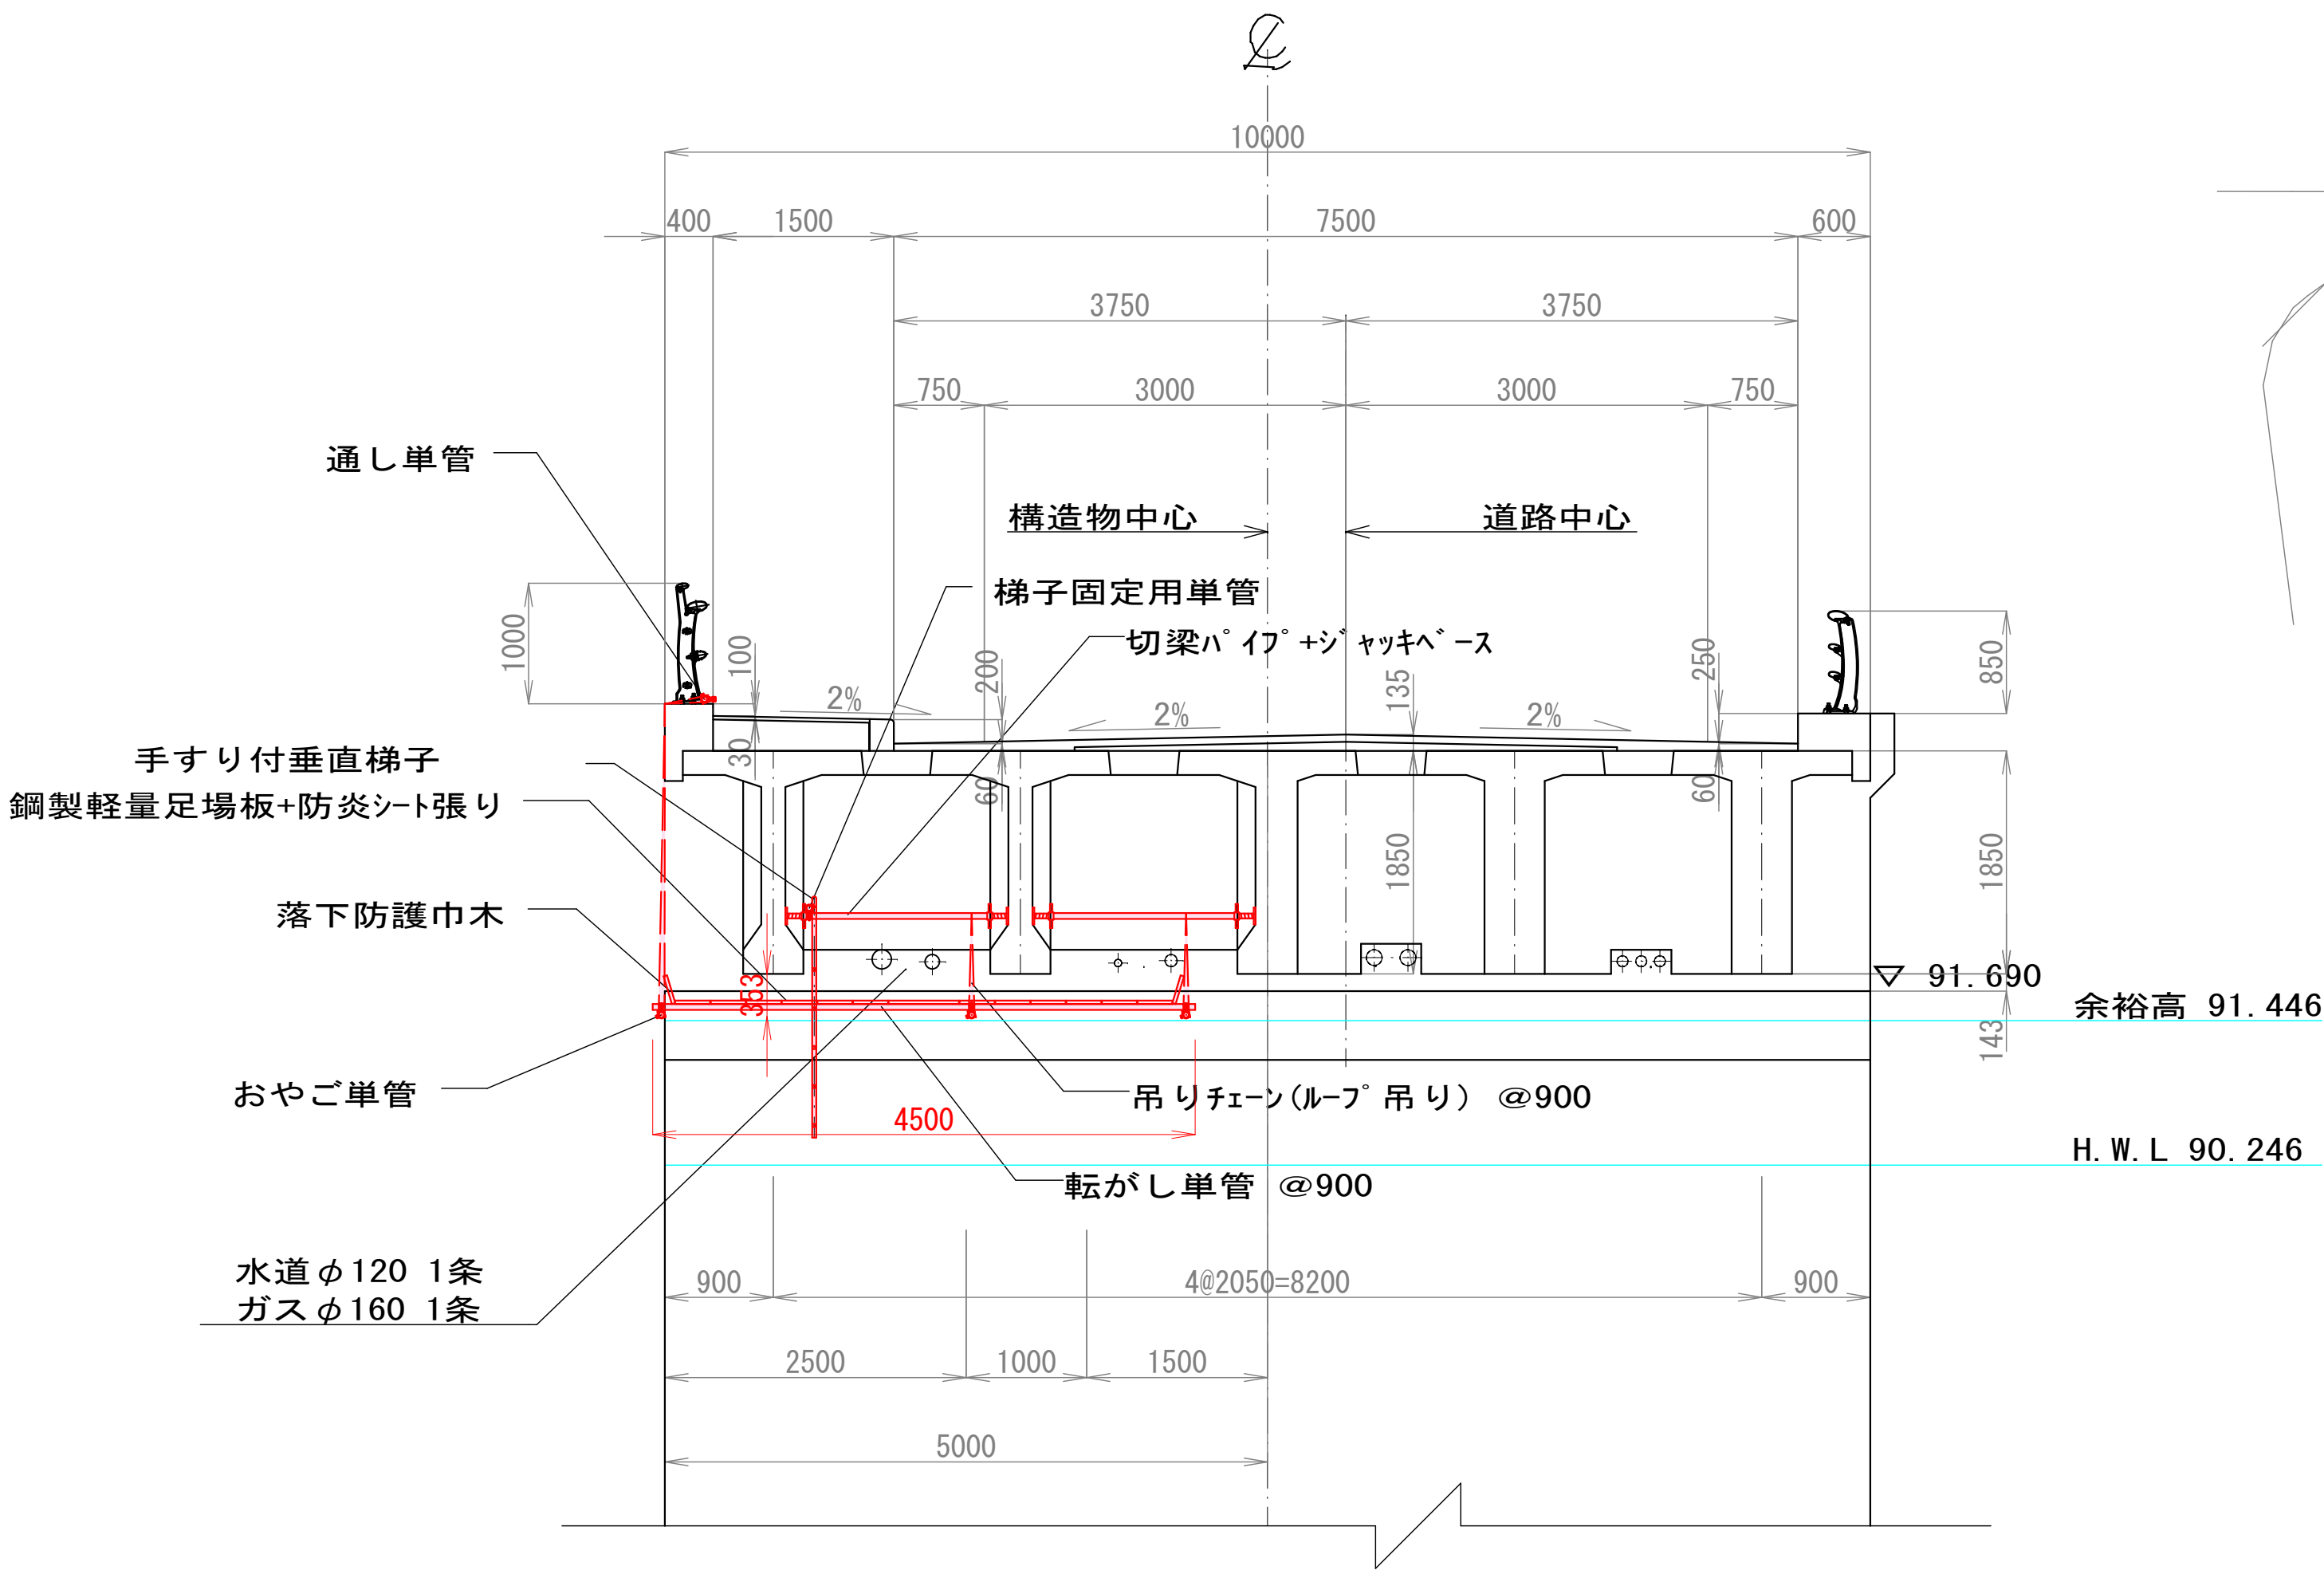 10000
400
1500
7500
600
3750
3750
750
3000
3000
750
通し単管
構造物中心
道路中心
梯子固定用単管
切梁パイプ+ジャッキベース
1000
100
200
135
250
850
2%
2%
2%
30
60
60
手すり付垂直梯子
鋼製軽量足場板+防炎シート張り
1850
1850
落下防護巾木
353
91.690
余裕高 91.446
143
おやご単管
吊りチェーン(ループ吊り) @900
4500
H.W.L 90.246
転がし単管 @900
水道φ120 1条
ガスφ160 1条
900
4@2050=8200
900
2500
1000
1500
5000